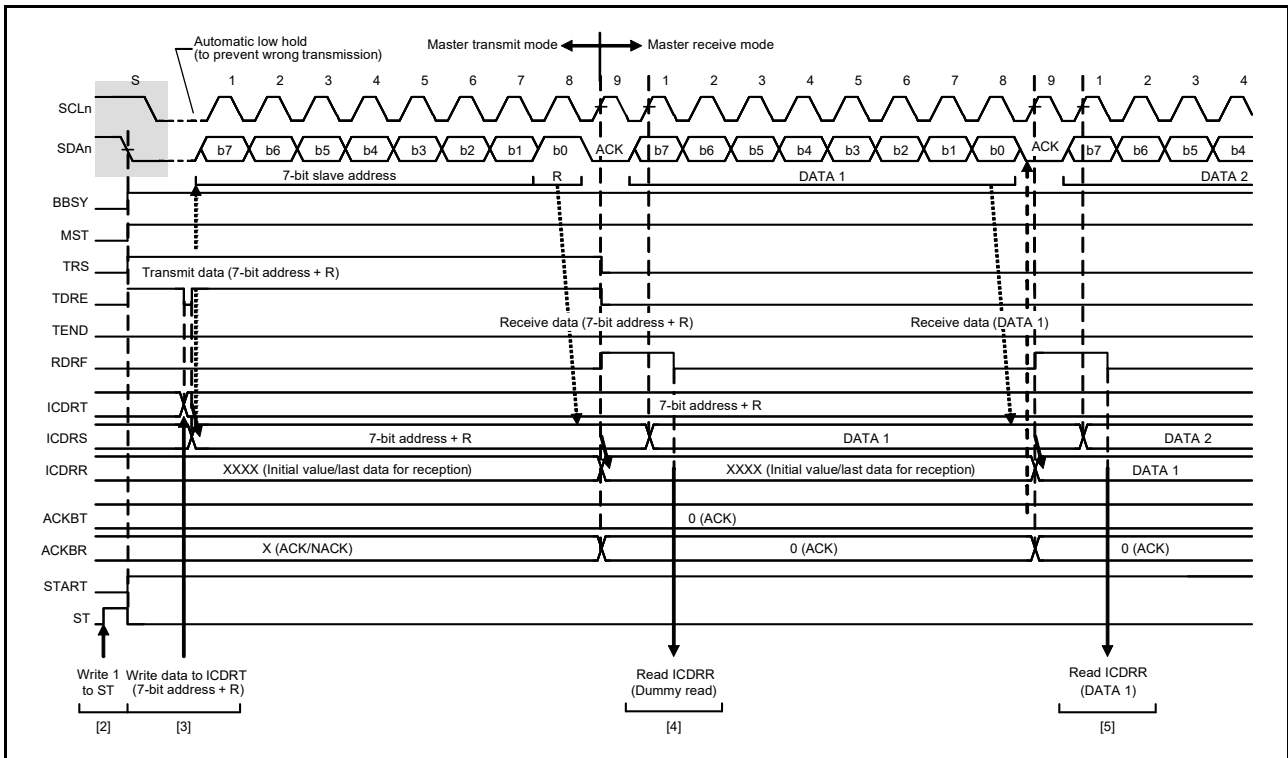 Automatic low hold
(to prevent wrong transmission)
Master transmit mode
Master receive mode
S 1 2 3 4 5 6 7 8 9 1 2 3 4 5 6 7 8 9 1 2 3 4
SCLn
SDAn b7 b6 b5 b4 b3 b2 b1 b0 ACK b7 b6 b5 b4 b3 b2 b1 b0 ACK b7 b6 b5 b4
7-bit slave address R DATA 1 DATA 2
BBSY
MST
TRS
Transmit data (7-bit address + R)
TDRE
TEND
Receive data (7-bit address + R) Receive data (DATA 1)
RDRF
ICDRT 7-bit address + R
ICDRS 7-bit address + R DATA 1 DATA 2
ICDRR XXXX (Initial value/last data for reception) XXXX (Initial value/last data for reception) DATA 1
ACKBT 0 (ACK)
ACKBR X (ACK/NACK) 0 (ACK) 0 (ACK)
START
ST
Write 1
to ST
Write data to ICDRT
(7-bit address + R)
Read ICDRR
(Dummy read)
Read ICDRR
(DATA 1)
[2] [3] [4] [5]